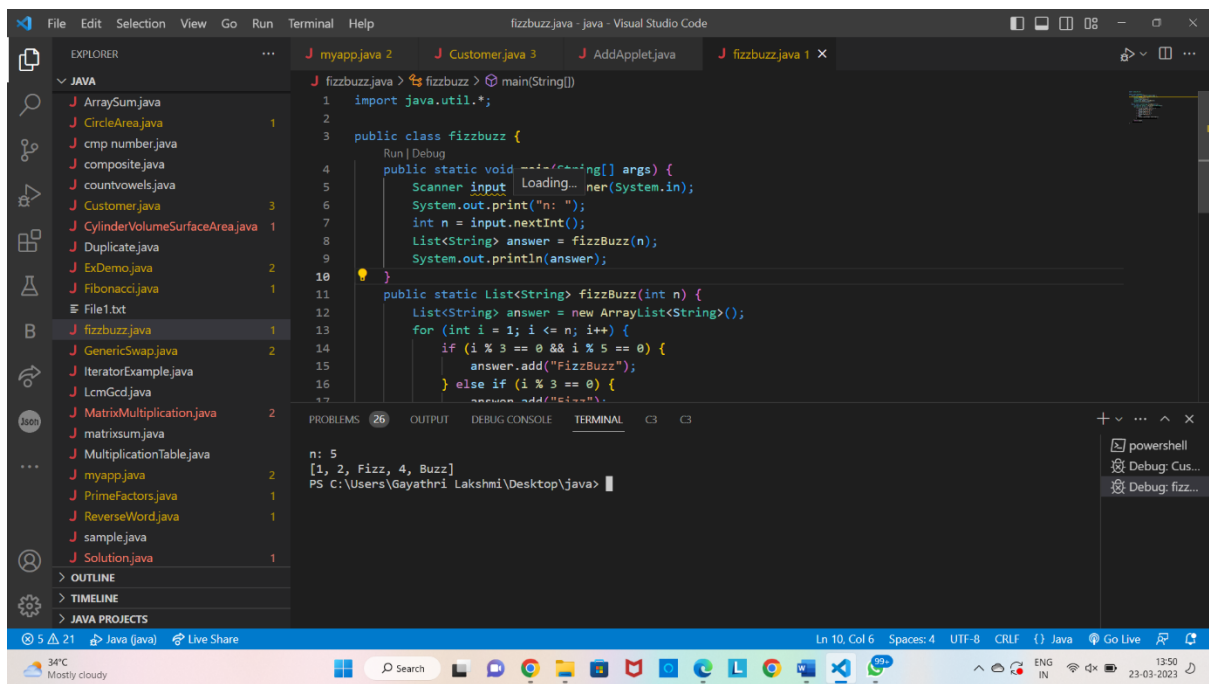 File Edit Selection View Go Run Terminal Help fizzbuzz.java - java - Visual Studio Code
EXPLORER
JAVA
J ArraySum.java
J CircleArea.java 1
J cmp number.java
J composite.java
J countvowels.java
J Customer.java 3
J CylinderVolumeSurfaceArea.java 1
J Duplicate.java
J ExDemo.java 2
J Fibonacci.java 1
File1.txt
J fizzbuzz.java 1
J GenericSwap.java 2
J IteratorExample.java
J LcmGcd.java
J MatrixMultiplication.java 2
J matrixsum.java
J MultiplicationTable.java
J myapp.java 2
J PrimeFactors.java 1
J ReverseWord.java 1
J sample.java
J Solution.java 1
OUTLINE
TIMELINE
JAVA PROJECTS
Json
J myapp.java 2 J Customer.java 3 J AddApplet.java J fizzbuzz.java 1
J fizzbuzz.java > fizzbuzz > main(String[])
1 import java.util.*;
2
3 public class fizzbuzz {
Run | Debug
4 public static void main(String[] args) {
5 Scanner input Loading... ner(System.in);
6 System.out.print("n: ");
7 int n = input.nextInt();
8 List<String> answer = fizzBuzz(n);
9 System.out.println(answer);
10 }
11 public static List<String> fizzBuzz(int n) {
12 List<String> answer = new ArrayList<String>();
13 for (int i = 1; i <= n; i++) {
14 if (i % 3 == 0 && i % 5 == 0) {
15 answer.add("FizzBuzz");
16 } else if (i % 3 == 0) {
17 answer.add("Fizz");
PROBLEMS 26 OUTPUT DEBUG CONSOLE TERMINAL C3 C3
n: 5
[1, 2, Fizz, 4, Buzz]
PS C:\Users\Gayathri Lakshmi\Desktop\java>
powershell
Debug: Cus...
Debug: fizz...
5 21 Java (java) Live Share Ln 10, Col 6 Spaces: 4 UTF-8 CRLF {} Java Go Live
34°C
Mostly cloudy
Search
99+
ENG
IN
13:50
23-03-2023